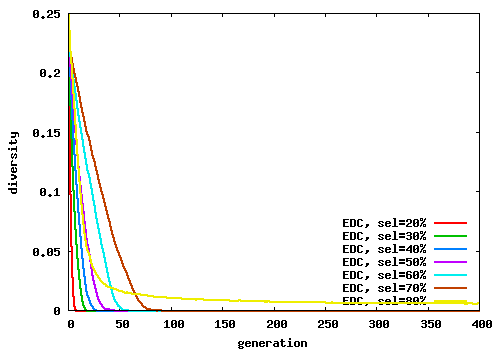 0.25
0.2
0.15
0.1
0.05
0
diversity
EDC, sel=20%
EDC, sel=30%
EDC, sel=40%
EDC, sel=50%
EDC, sel=60%
EDC, sel=70%
EDC, sel=80%
0 50 100 150 200 250 300 350 400
generation